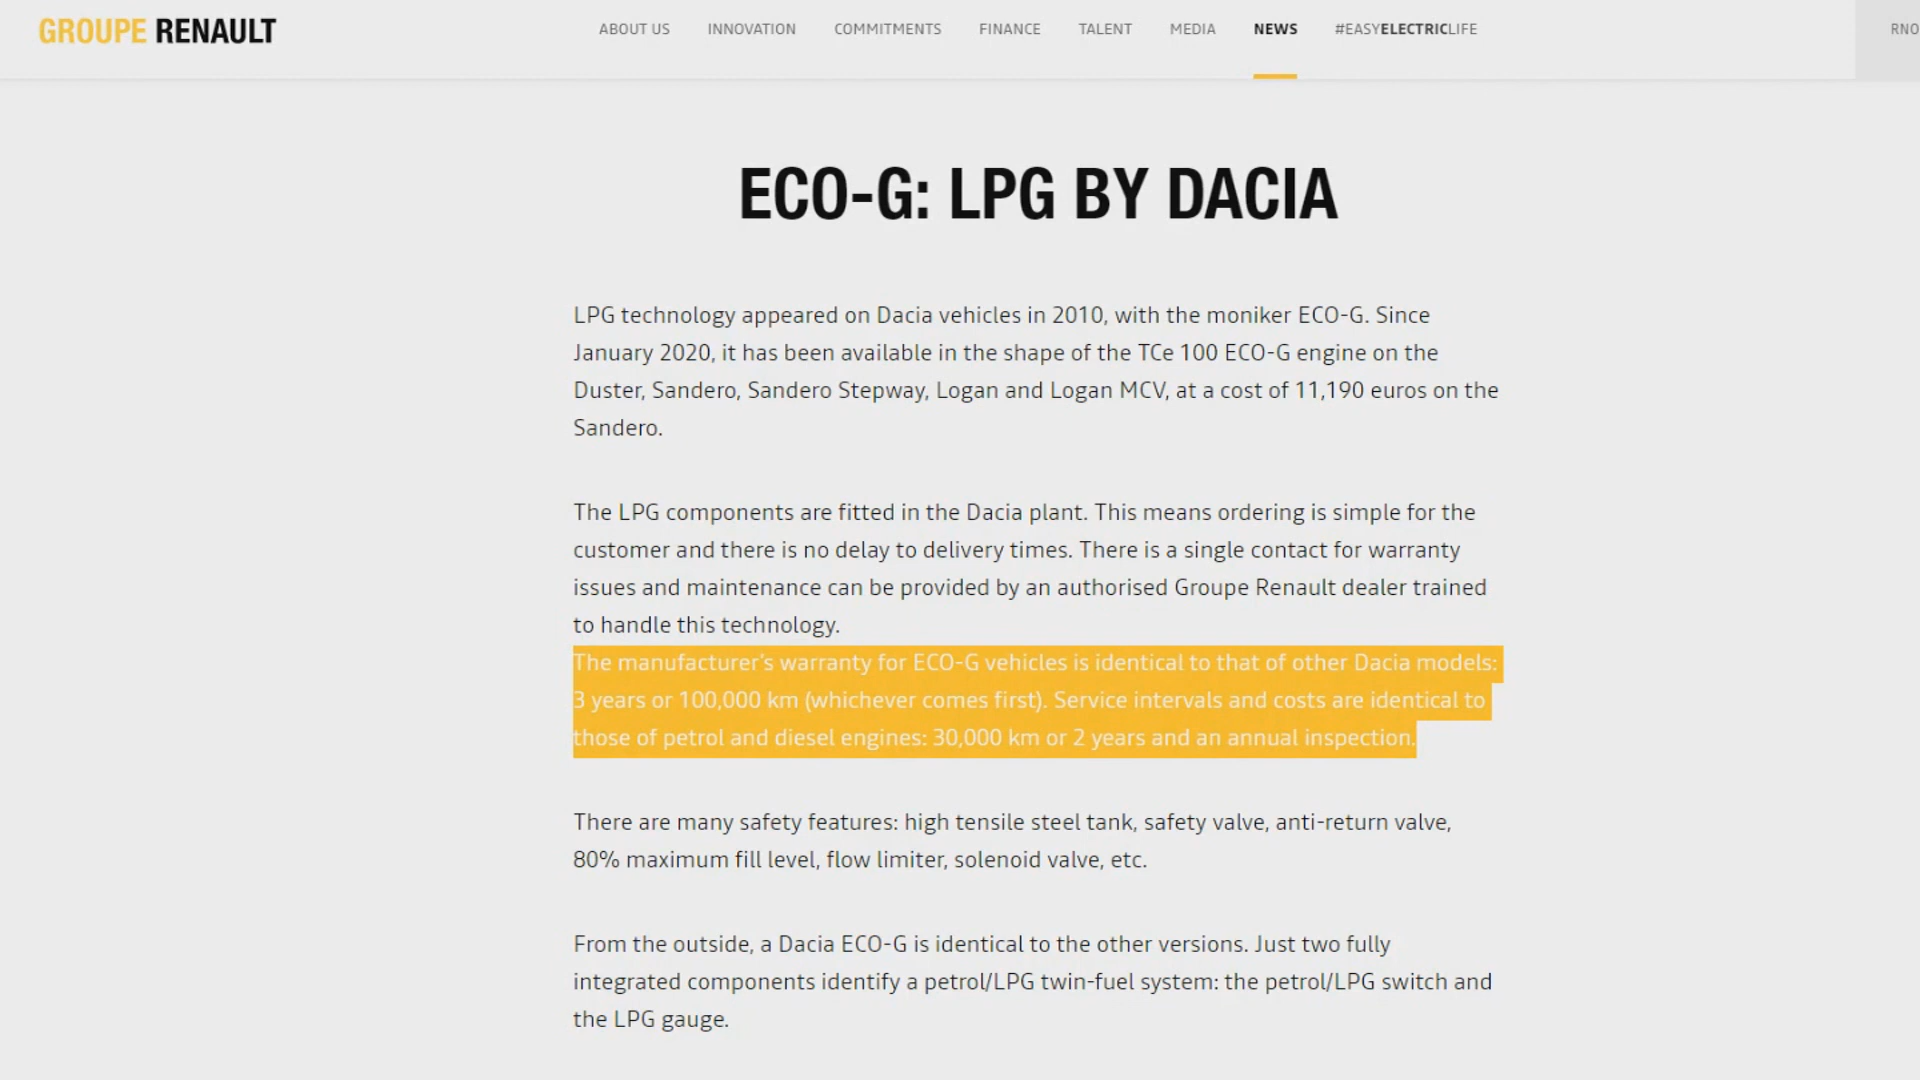 GROUPE RENAULT
ABOUT US INNOVATION COMMITMENTS FINANCE TALENT MEDIA NEWS #EASYELECTRICLIFE RNO
ECO-G: LPG BY DACIA
LPG technology appeared on Dacia vehicles in 2010, with the moniker ECO-G. Since
January 2020, it has been available in the shape of the TCe 100 ECO-G engine on the
Duster, Sandero, Sandero Stepway, Logan and Logan MCV, at a cost of 11,190 euros on the
Sandero.
The LPG components are fitted in the Dacia plant. This means ordering is simple for the
customer and there is no delay to delivery times. There is a single contact for warranty
issues and maintenance can be provided by an authorised Groupe Renault dealer trained
to handle this technology.
The manufacturer's warranty for ECO-G vehicles is identical to that of other Dacia models:
3 years or 100,000 km (whichever comes first). Service intervals and costs are identical to
those of petrol and diesel engines: 30,000 km or 2 years and an annual inspection.
There are many safety features: high tensile steel tank, safety valve, anti-return valve,
80% maximum fill level, flow limiter, solenoid valve, etc.
From the outside, a Dacia ECO-G is identical to the other versions. Just two fully
integrated components identify a petrol/LPG twin-fuel system: the petrol/LPG switch and
the LPG gauge.